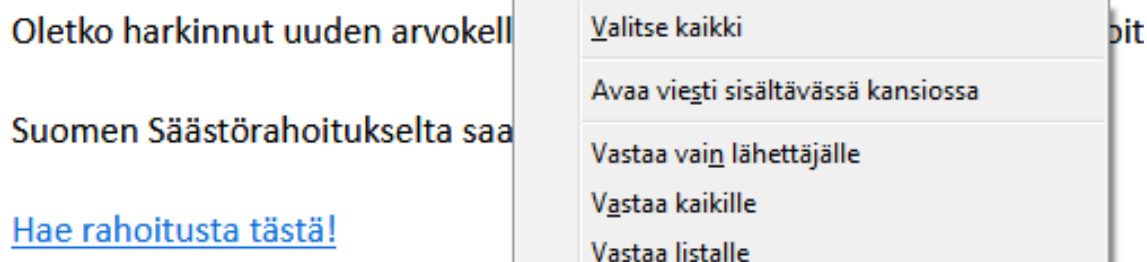 Oletko harkinnut uuden arvokell
Suomen Säästörahoitukselta saa
Hae rahoitusta tästä!
Valitse kaikki
Avaa viesti sisältävässä kansiossa
Vastaa vain lähettäjälle
Vastaa kaikille
Vastaa listalle